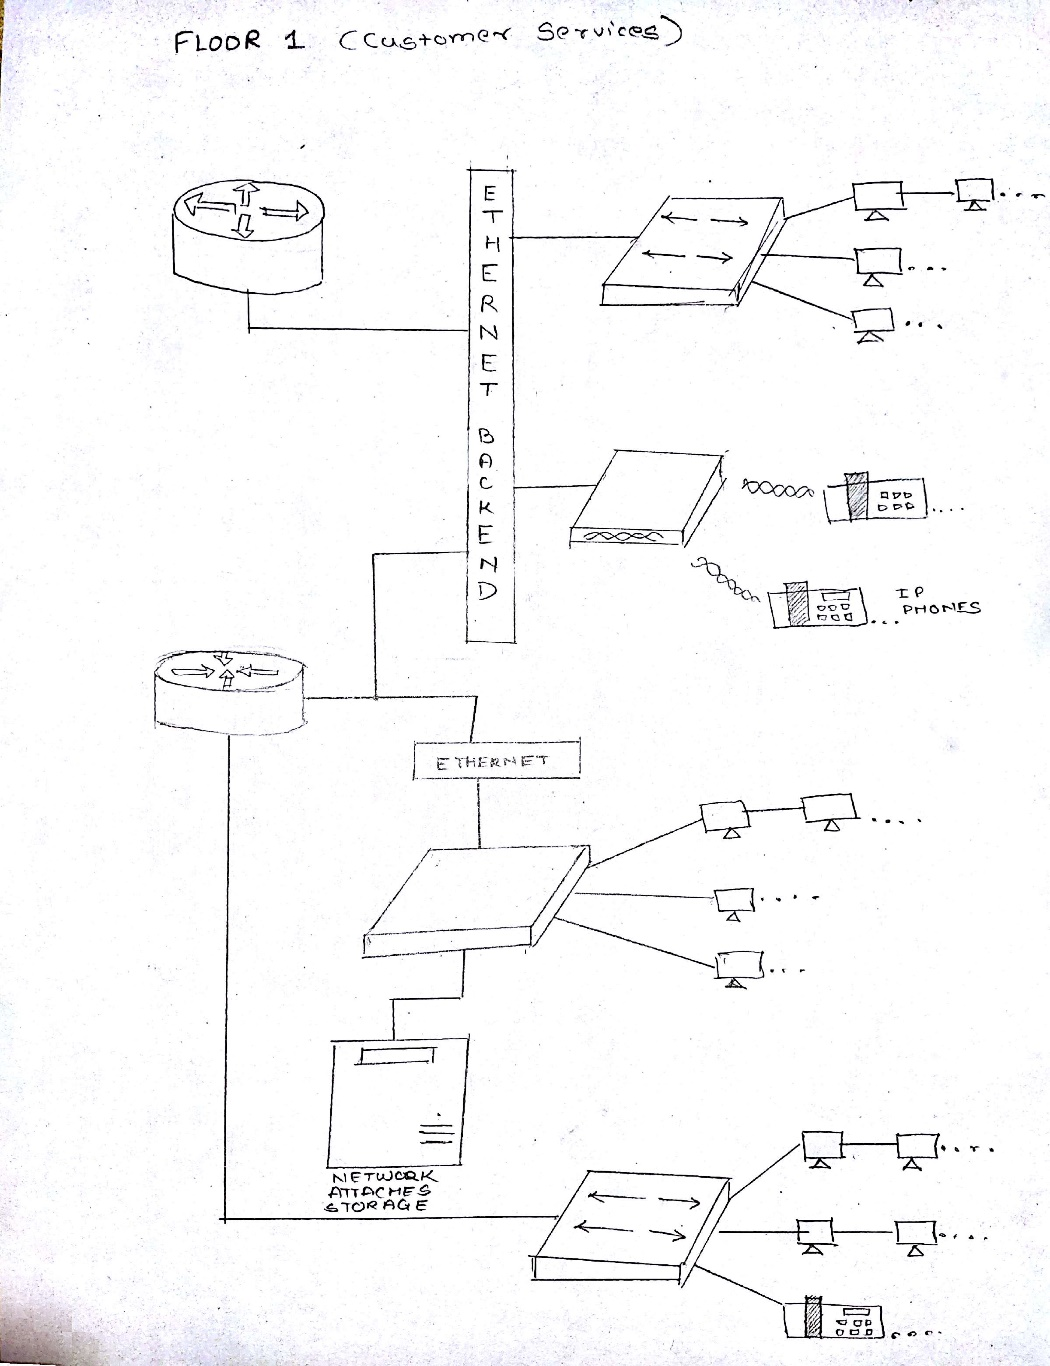 FLOOR 1 (Customer Services)
ETHERNET BACKEND
IP
PHONES
ETHERNET
NETWORK
ATTACHES
STORAGE